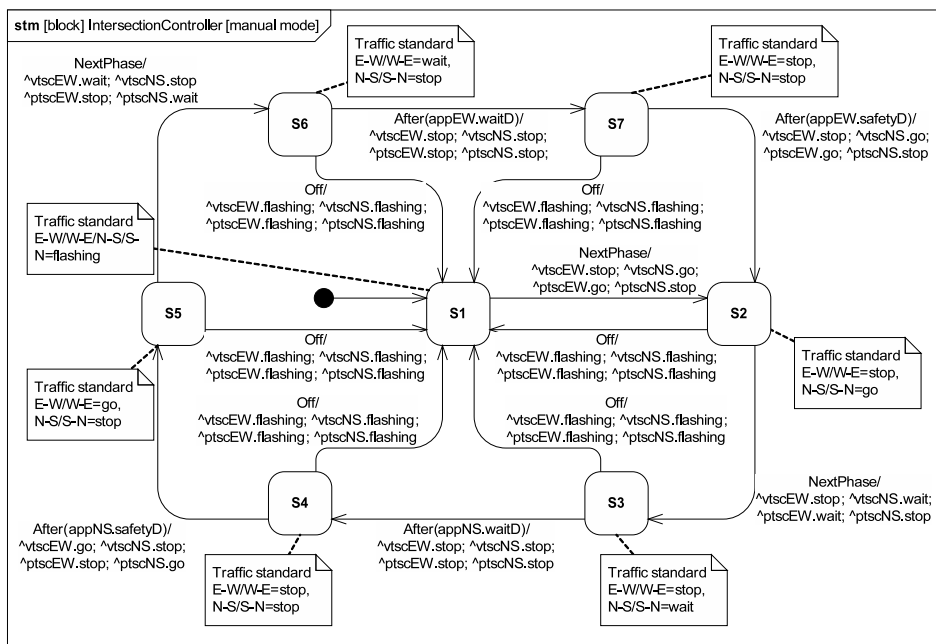 stm [block] IntersectionController [manual mode]
Traffic standard
E-W/W-E=wait,
N-S/S-N=stop
Traffic standard
E-W/W-E=stop,
N-S/S-N=stop
NextPhase/
^vtscEW.wait; ^vtscNS.stop
^ptscEW.stop; ^ptscNS.wait
S6
After(appEW.waitD)/
^vtscEW.stop; ^vtscNS.stop;
^ptscEW.stop; ^ptscNS.stop;
S7
After(appEW.safetyD)/
^vtscEW.stop; ^vtscNS.go;
^ptscEW.go; ^ptscNS.stop
Off/
^vtscEW.flashing; ^vtscNS.flashing;
^ptscEW.flashing; ^ptscNS.flashing
Off/
^vtscEW.flashing; ^vtscNS.flashing;
^ptscEW.flashing; ^ptscNS.flashing
Traffic standard
E-W/W-E/N-S/S-
N=flashing
NextPhase/
^vtscEW.stop; ^vtscNS.go;
^ptscEW.go; ^ptscNS.stop
S5
S1
S2
Off/
^vtscEW.flashing; ^vtscNS.flashing;
^ptscEW.flashing; ^ptscNS.flashing
Off/
^vtscEW.flashing; ^vtscNS.flashing;
^ptscEW.flashing; ^ptscNS.flashing
Traffic standard
E-W/W-E=go,
N-S/S-N=stop
Traffic standard
E-W/W-E=stop,
N-S/S-N=go
Off/
^vtscEW.flashing; ^vtscNS.flashing;
^ptscEW.flashing; ^ptscNS.flashing
Off/
^vtscEW.flashing; ^vtscNS.flashing;
^ptscEW.flashing; ^ptscNS.flashing
S4
S3
NextPhase/
^vtscEW.stop; ^vtscNS.wait;
^ptscEW.wait; ^ptscNS.stop
After(appNS.safetyD)/
^vtscEW.go; ^vtscNS.stop;
^ptscEW.stop; ^ptscNS.go
After(appNS.waitD)/
^vtscEW.stop; ^vtscNS.stop;
^ptscEW.stop; ^ptscNS.stop
Traffic standard
E-W/W-E=stop,
N-S/S-N=stop
Traffic standard
E-W/W-E=stop,
N-S/S-N=wait